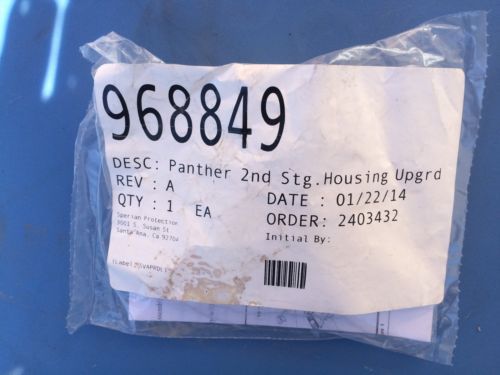 968849
DESC: Panther 2nd Stg.Housing Upgrd
REV : A
DATE : 01/22/14
QTY : 1 EA
ORDER: 2403432
Sperian Protection
3001 S. Susan St
Santa Ana, Ca 92704
Initial By: